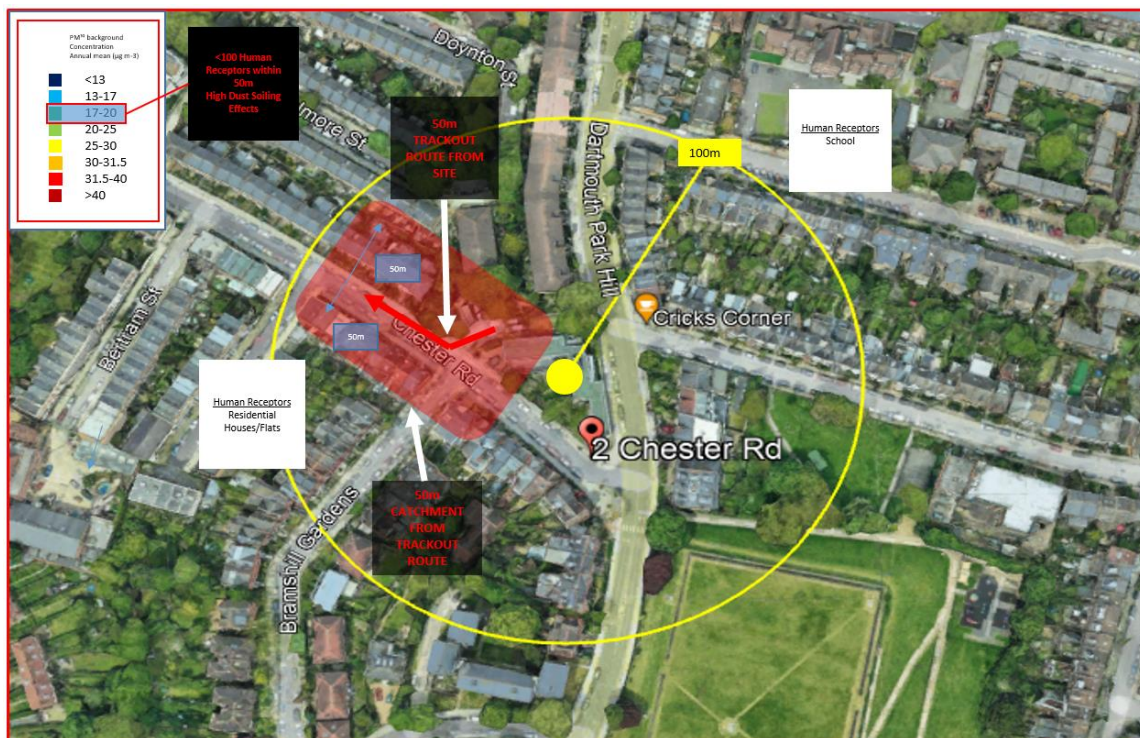 PM¹⁰ background
Concentration
Annual mean (µg m-3)
<13
13-17
17-20
20-25
25-30
30-31.5
31.5-40
>40
<100 Human
Receptors within
50m
High Dust Soiling
Effects
Doynton St
lmore St
50m
TRACKOUT
ROUTE FROM
SITE
Dartmouth Park Hill
100m
Human Receptors
School
50m
50m
Chester Rd
Cricks Corner
Bertram St
Human Receptors
Residential
Houses/Flats
2 Chester Rd
50m
CATCHMENT
FROM
TRACKOUT
ROUTE
Bramshill Gardens